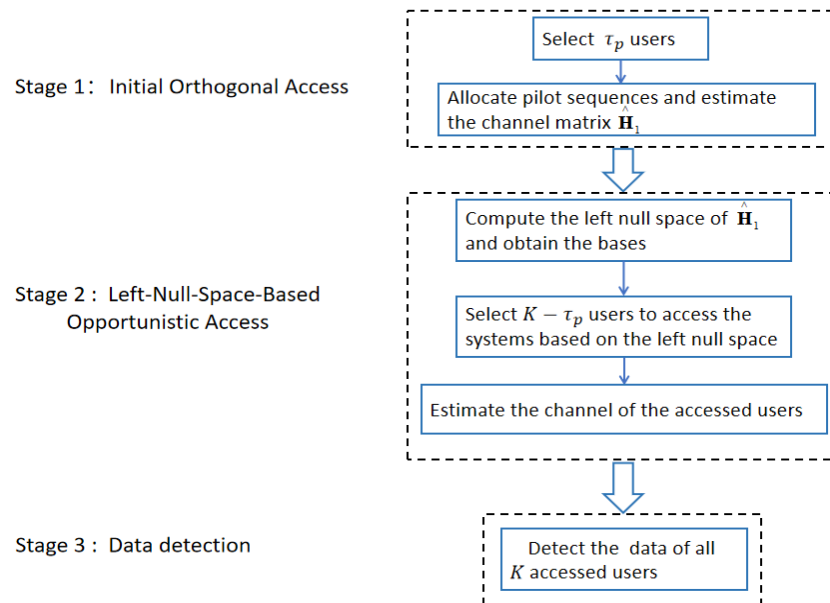 Select τ_p users
Stage 1： Initial Orthogonal Access
Allocate pilot sequences and estimate
the channel matrix Ĥ₁
Compute the left null space of Ĥ₁
and obtain the bases
Stage 2 : Left-Null-Space-Based
Opportunistic Access
Select K − τ_p users to access the
systems based on the left null space
Estimate the channel of the accessed users
Stage 3 : Data detection
Detect the data of all
K accessed users